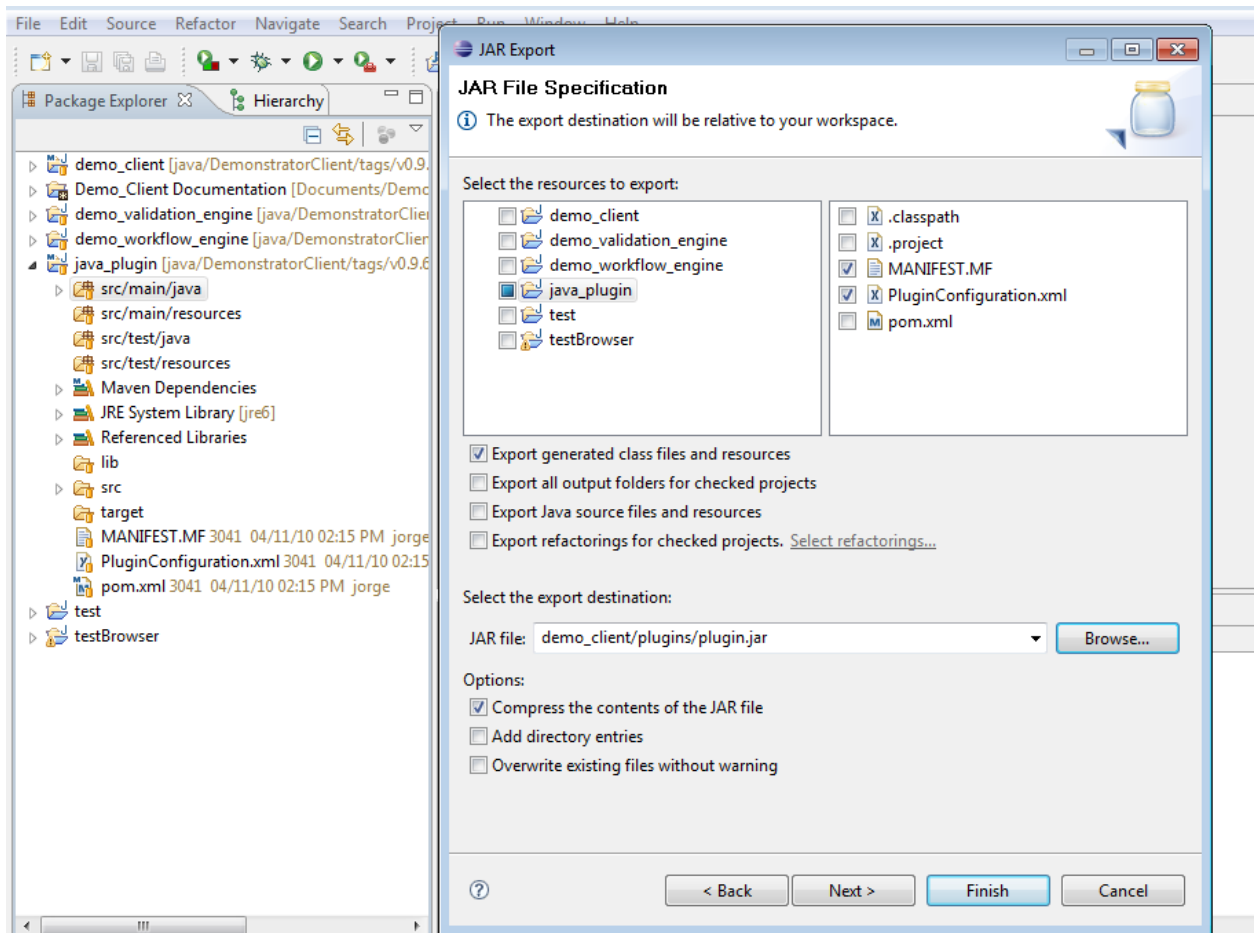 File Edit Source Refactor Navigate Search Project Run Window Help
Package Explorer
Hierarchy
demo_client [java/DemonstratorClient/tags/v0.9.
Demo_Client Documentation [Documents/Demo
demo_validation_engine [java/DemonstratorClier
demo_workflow_engine [java/DemonstratorClier
java_plugin [java/DemonstratorClient/tags/v0.9.6
src/main/java
src/main/resources
src/test/java
src/test/resources
Maven Dependencies
JRE System Library [jre6]
Referenced Libraries
lib
src
target
MANIFEST.MF 3041 04/11/10 02:15 PM jorge
PluginConfiguration.xml 3041 04/11/10 02:15
pom.xml 3041 04/11/10 02:15 PM jorge
test
testBrowser
JAR Export
JAR File Specification
The export destination will be relative to your workspace.
Select the resources to export:
demo_client
demo_validation_engine
demo_workflow_engine
java_plugin
test
testBrowser
.classpath
.project
MANIFEST.MF
PluginConfiguration.xml
pom.xml
Export generated class files and resources
Export all output folders for checked projects
Export Java source files and resources
Export refactorings for checked projects. Select refactorings...
Select the export destination:
JAR file: demo_client/plugins/plugin.jar Browse...
Options:
Compress the contents of the JAR file
Add directory entries
Overwrite existing files without warning
< Back Next > Finish Cancel